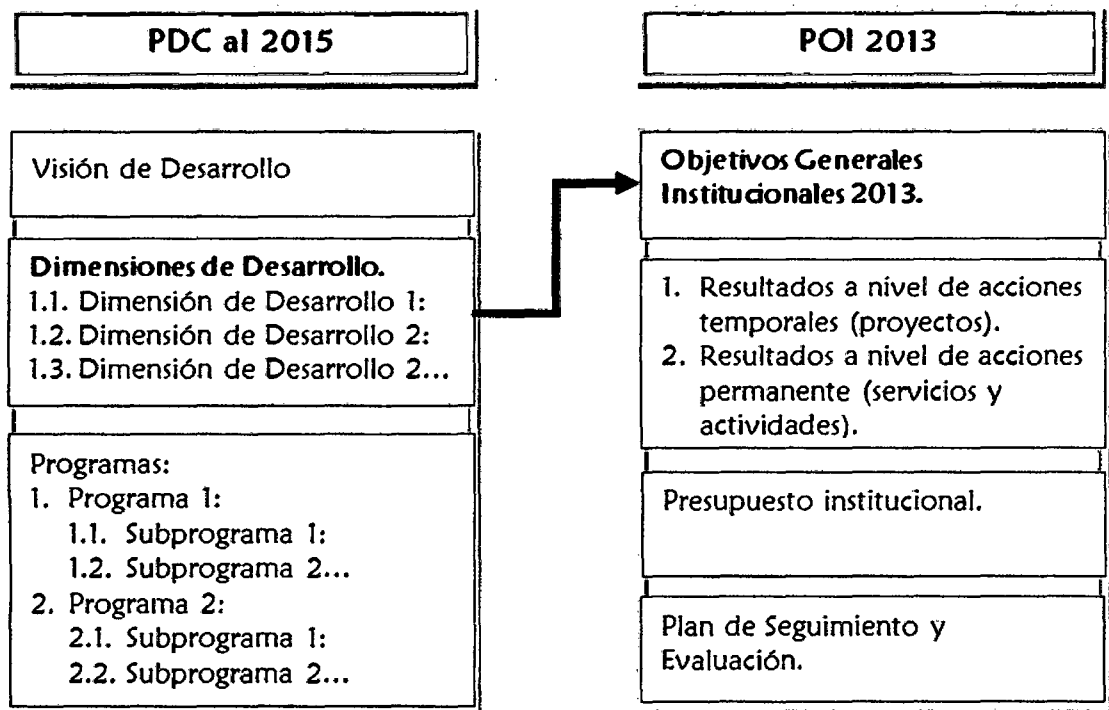 PDC al 2015
Visión de Desarrollo
Dimensiones de Desarrollo.
1.1. Dimensión de Desarrollo 1:
1.2. Dimensión de Desarrollo 2:
1.3. Dimensión de Desarrollo 2...
Programas:
1. Programa 1:
1.1. Subprograma 1:
1.2. Subprograma 2...
2. Programa 2:
2.1. Subprograma 1:
2.2. Subprograma 2...
POI 2013
Objetivos Generales
Institucionales 2013.
1. Resultados a nivel de acciones
temporales (proyectos).
2. Resultados a nivel de acciones
permanente (servicios y
actividades).
Presupuesto institucional.
Plan de Seguimiento y
Evaluación.